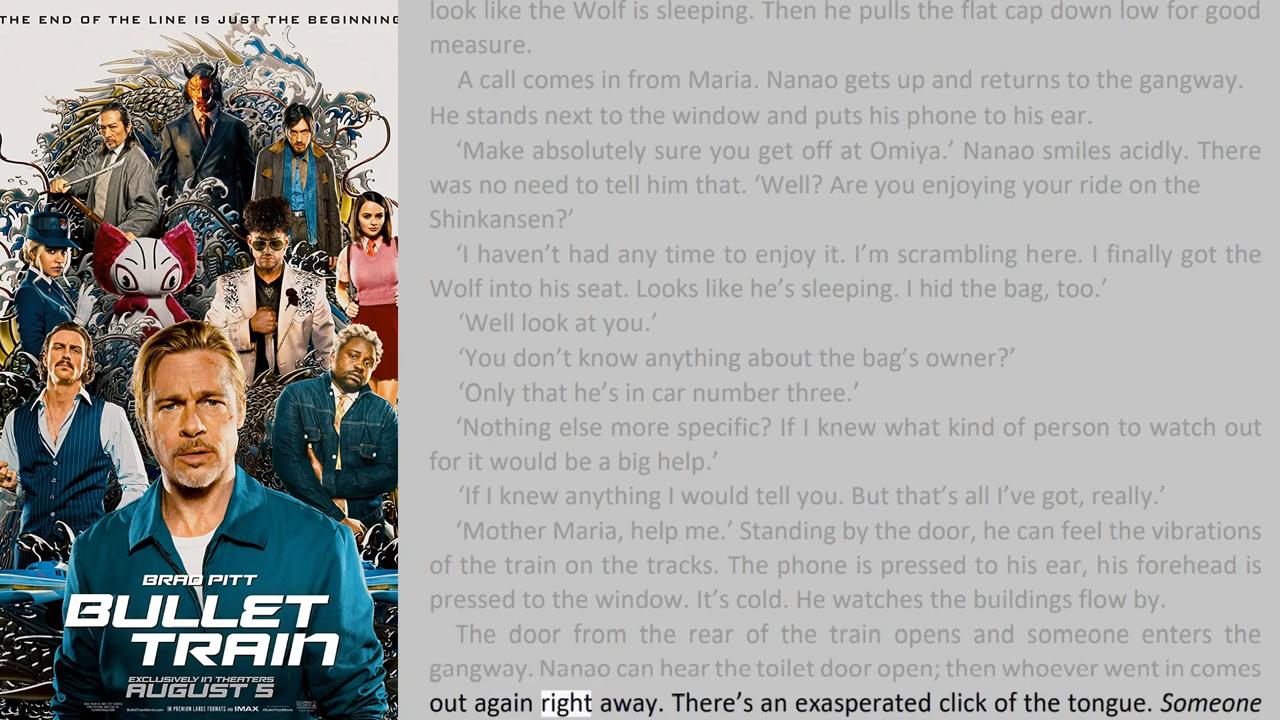 THE END OF THE LINE IS JUST THE BEGINNING
BRAD PITT
BULLET
TRAIN
EXCLUSIVELY IN THEATERS
AUGUST 5
IN PREMIUM LARGE FORMATS AND IMAX
look like the Wolf is sleeping. Then he pulls the flat cap down low for good
measure.
A call comes in from Maria. Nanao gets up and returns to the gangway.
He stands next to the window and puts his phone to his ear.
‘Make absolutely sure you get off at Omiya.’ Nanao smiles acidly. There
was no need to tell him that. ‘Well? Are you enjoying your ride on the
Shinkansen?’
‘I haven’t had any time to enjoy it. I’m scrambling here. I finally got the
Wolf into his seat. Looks like he’s sleeping. I hid the bag, too.’
‘Well look at you.’
‘You don’t know anything about the bag’s owner?’
‘Only that he’s in car number three.’
‘Nothing else more specific? If I knew what kind of person to watch out
for it would be a big help.’
‘If I knew anything I would tell you. But that’s all I’ve got, really.’
‘Mother Maria, help me.’ Standing by the door, he can feel the vibrations
of the train on the tracks. The phone is pressed to his ear, his forehead is
pressed to the window. It’s cold. He watches the buildings flow by.
The door from the rear of the train opens and someone enters the
gangway. Nanao can hear the toilet door open; then whoever went in comes
out again right away. There’s an exasperated click of the tongue. Someone